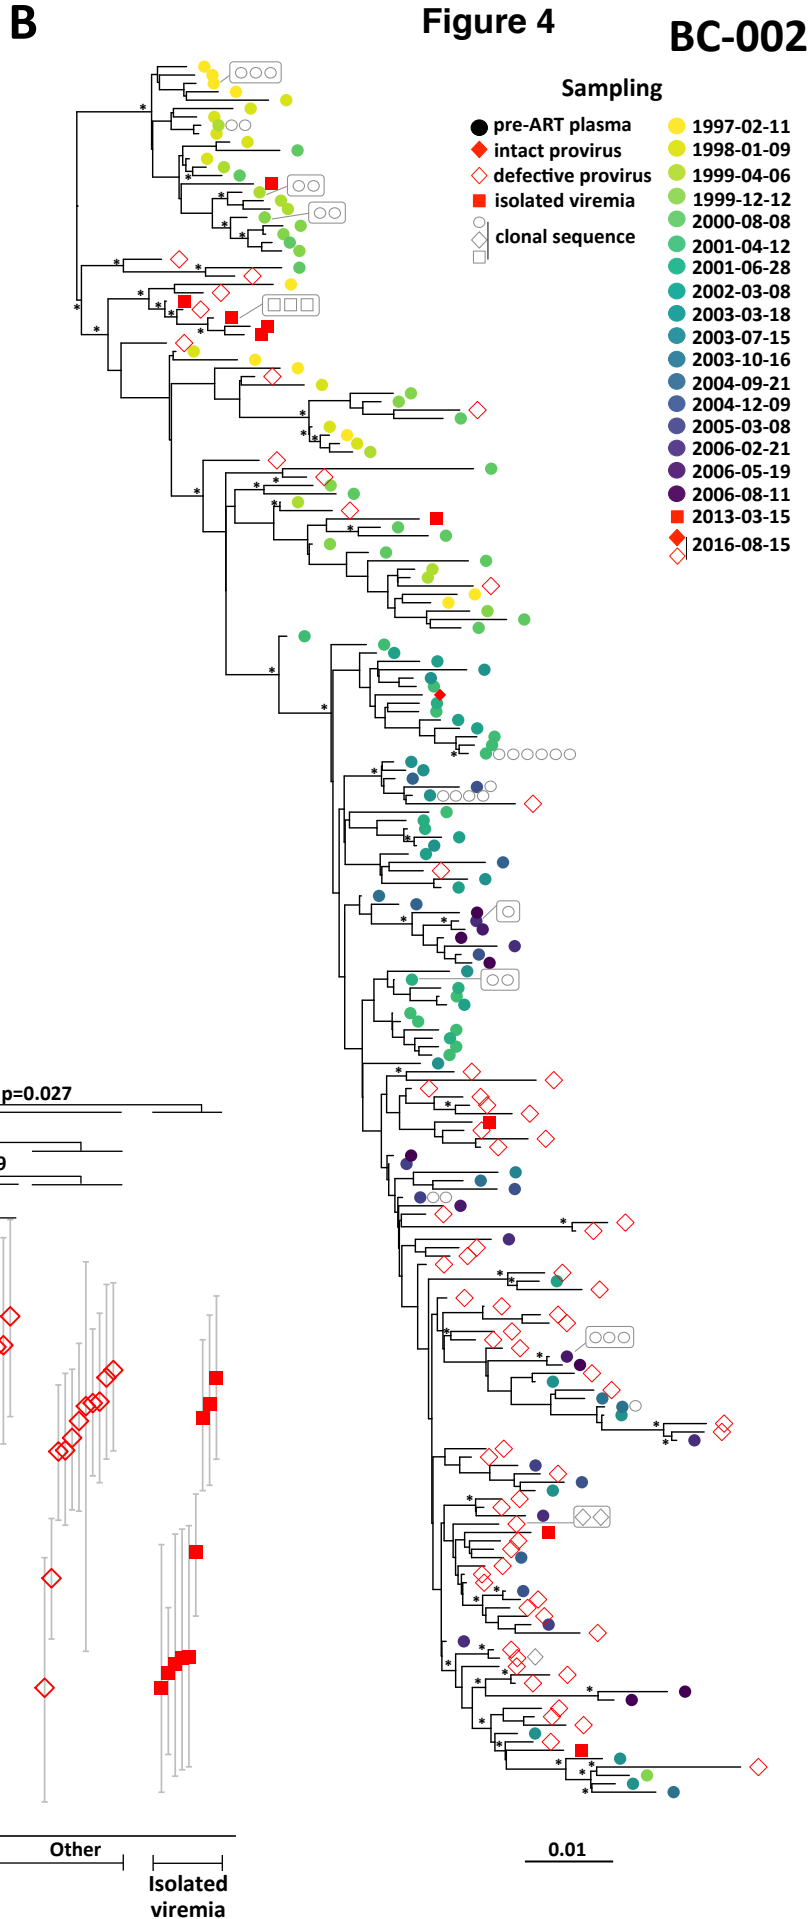 B
Figure 4
BC-002
Sampling
pre-ART plasma
intact provirus
defective provirus
isolated viremia
clonal sequence
1997-02-11
1998-01-09
1999-04-06
1999-12-12
2000-08-08
2001-04-12
2001-06-28
2002-03-08
2003-03-18
2003-07-15
2003-10-16
2004-09-21
2004-12-09
2005-03-08
2006-02-21
2006-05-19
2006-08-11
2013-03-15
2016-08-15
p=0.027
9
Other
Isolated
viremia
0.01